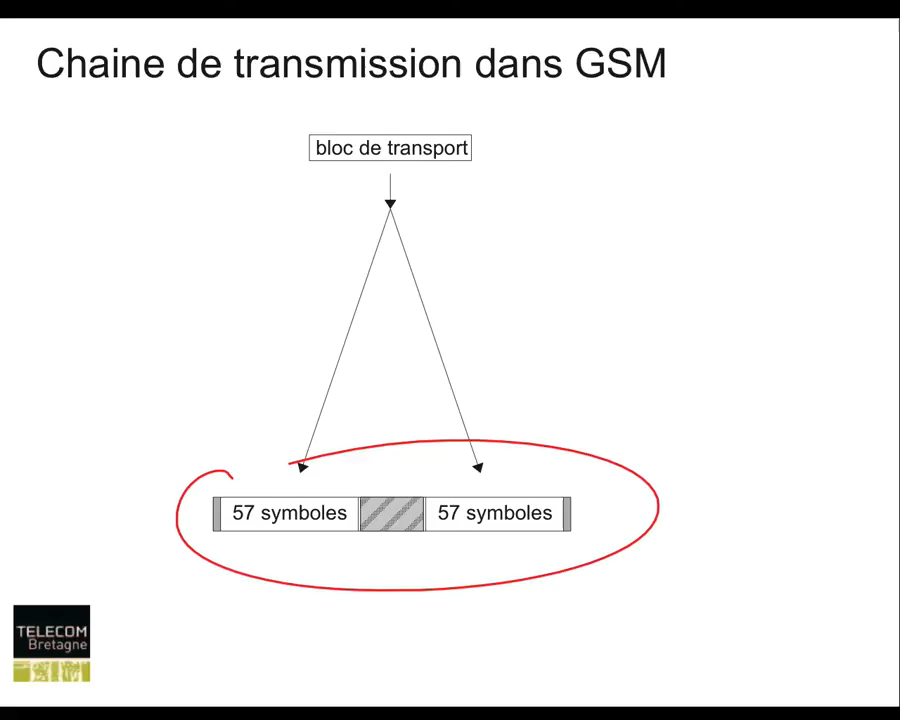 Chaine de transmission dans GSM
bloc de transport
57 symboles
57 symboles
TELECOM
Bretagne